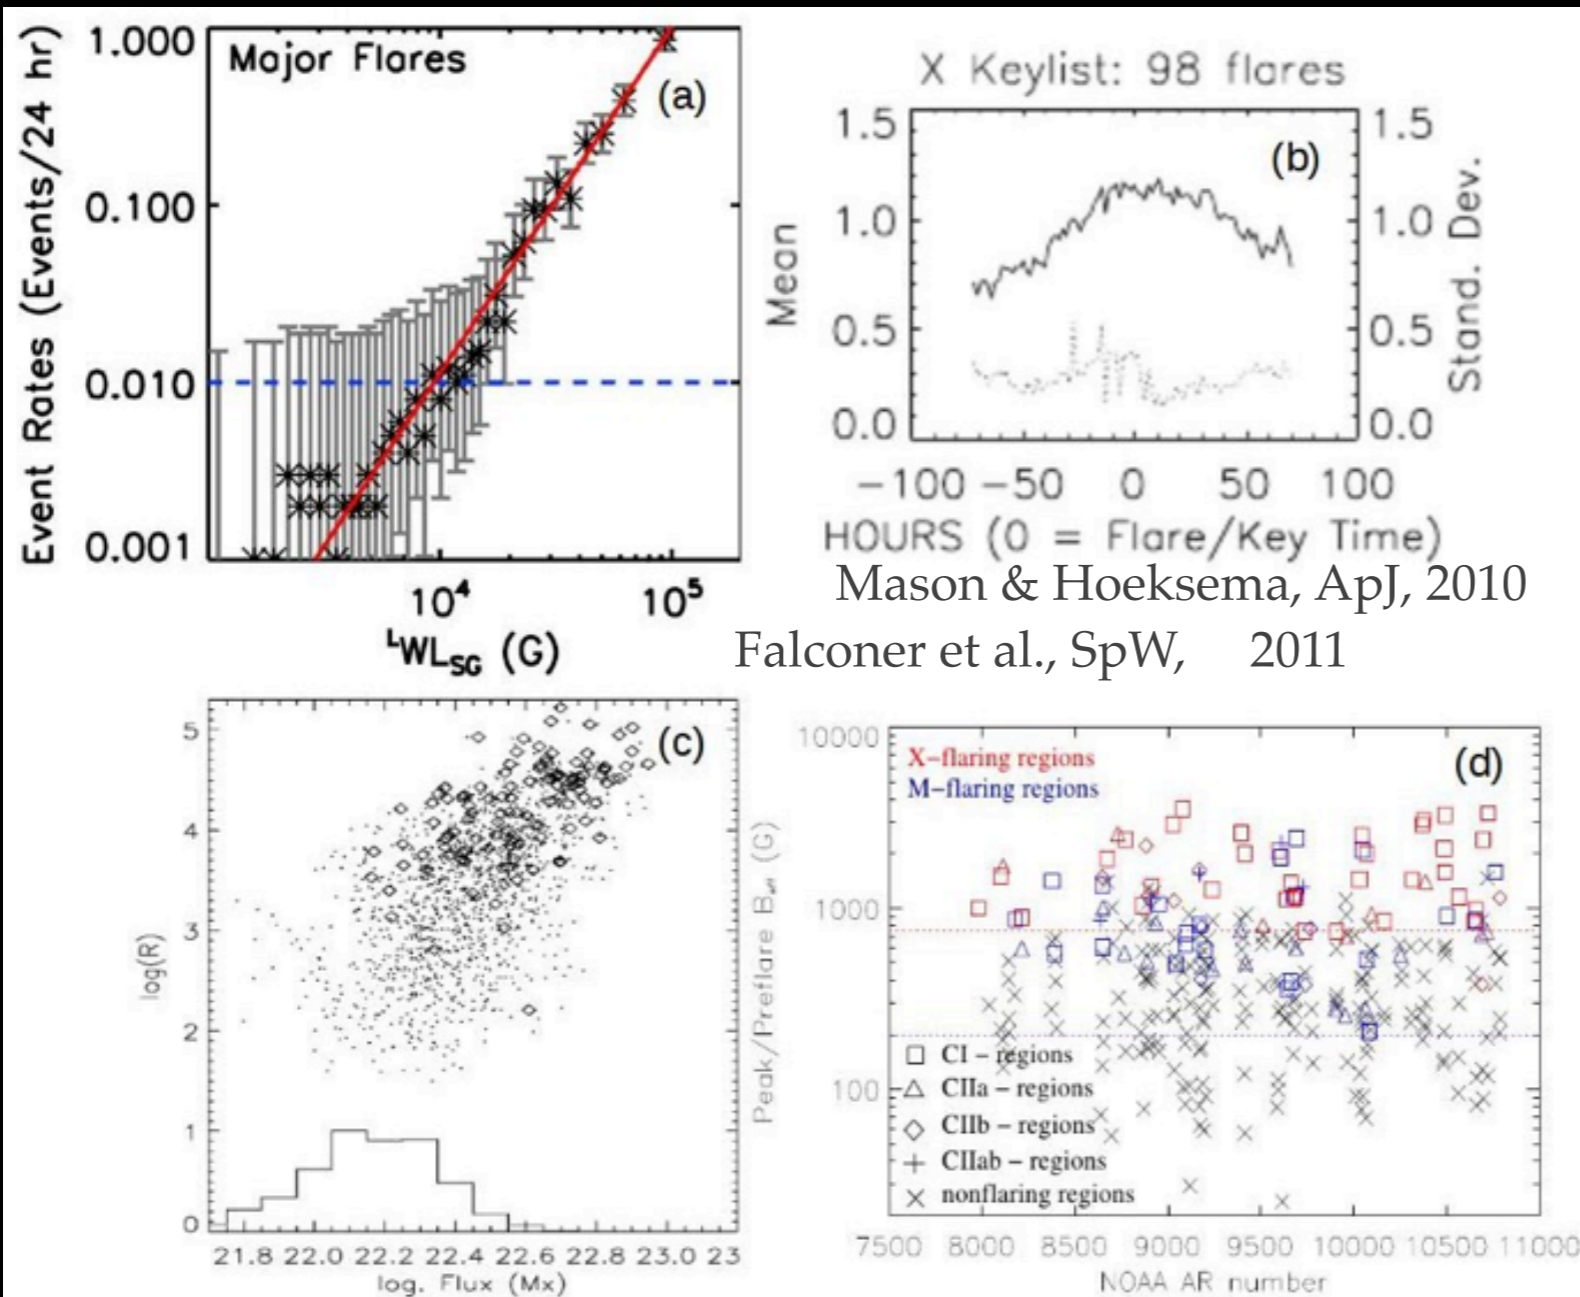 Major Flares
(a)
Event Rates (Events/24 hr)
1.000
0.100
0.010
0.001
10⁴ 10⁵
ᴸWL_SG (G)
X Keylist: 98 flares
(b)
Mean
1.5
1.0
0.5
0.0
1.5
1.0
0.5
0.0
Stand. Dev.
−100 −50 0 50 100
HOURS (0 = Flare/Key Time)
Mason & Hoeksema, ApJ, 2010
Falconer et al., SpW, 2011
(c)
log(R)
5
4
3
2
1
0
21.8 22.0 22.2 22.4 22.6 22.8 23.0 23
log. Flux (Mx)
Peak/Preflare B (G)
10000
1000
100
X−flaring regions
M−flaring regions
(d)
CI − regions
CIIa − regions
CIIb − regions
CIIab − regions
nonflaring regions
7500 8000 8500 9000 9500 10000 10500 11000
NOAA AR number